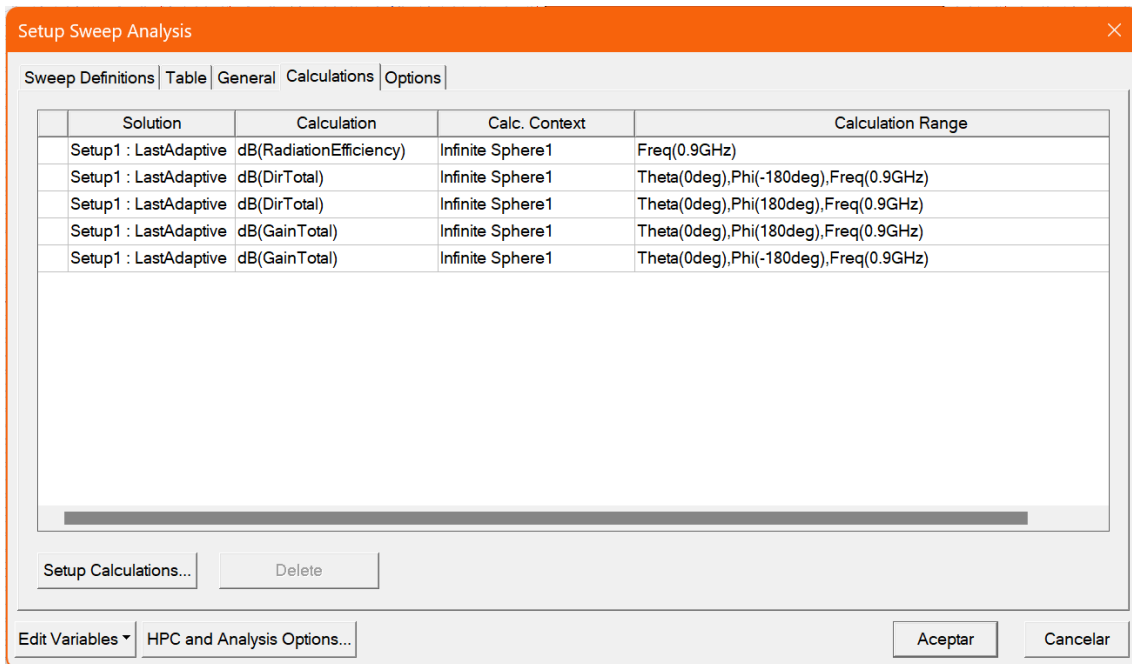 Setup Sweep Analysis
Sweep Definitions Table General Calculations Options
Solution Calculation Calc. Context Calculation Range
Setup1 : LastAdaptive dB(RadiationEfficiency) Infinite Sphere1 Freq(0.9GHz)
Setup1 : LastAdaptive dB(DirTotal) Infinite Sphere1 Theta(0deg),Phi(-180deg),Freq(0.9GHz)
Setup1 : LastAdaptive dB(DirTotal) Infinite Sphere1 Theta(0deg),Phi(180deg),Freq(0.9GHz)
Setup1 : LastAdaptive dB(GainTotal) Infinite Sphere1 Theta(0deg),Phi(180deg),Freq(0.9GHz)
Setup1 : LastAdaptive dB(GainTotal) Infinite Sphere1 Theta(0deg),Phi(-180deg),Freq(0.9GHz)
Setup Calculations... Delete
Edit Variables HPC and Analysis Options... Aceptar Cancelar